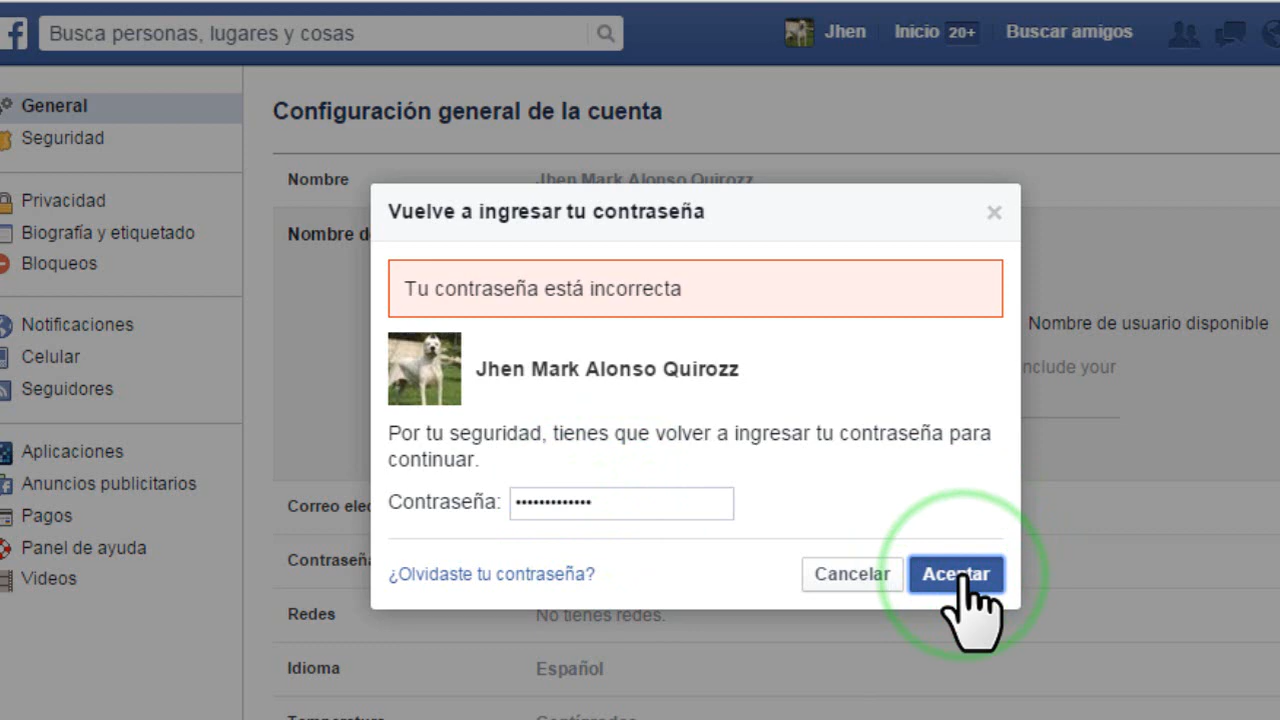 f
Busca personas, lugares y cosas
Jhen
Inicio 20+
Buscar amigos
General
Seguridad
Privacidad
Biografía y etiquetado
Bloqueos
Notificaciones
Celular
Seguidores
Aplicaciones
Anuncios publicitarios
Pagos
Panel de ayuda
Videos
Configuración general de la cuenta
Nombre
Jhen Mark Alonso Quirozz
Nombre d
Nombre de usuario disponible
nclude your
Vuelve a ingresar tu contraseña
×
Tu contraseña está incorrecta
Jhen Mark Alonso Quirozz
Por tu seguridad, tienes que volver a ingresar tu contraseña para
continuar.
Contraseña: •••••••••••••
¿Olvidaste tu contraseña?
Cancelar
Aceptar
Correo ele
Contraseña
Redes
No tienes redes.
Idioma
Español